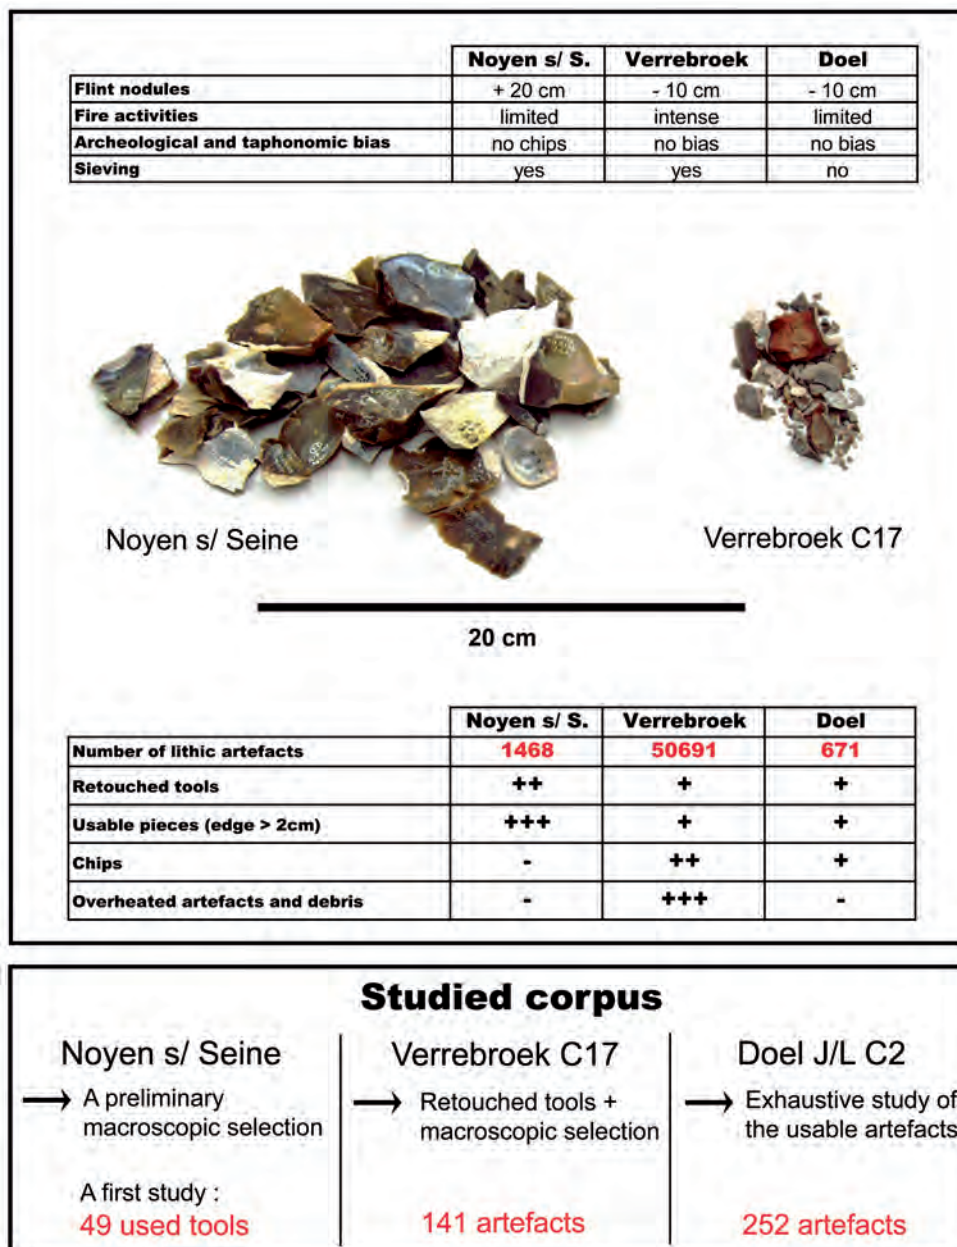 Noyen s/ S. Verrebroek Doel
Flint nodules + 20 cm - 10 cm - 10 cm
Fire activities limited intense limited
Archeological and taphonomic bias no chips no bias no bias
Sieving yes yes no
Noyen s/ Seine Verrebroek C17
20 cm
Noyen s/ S. Verrebroek Doel
Number of lithic artefacts 1468 50691 671
Retouched tools ++ + +
Usable pieces (edge > 2cm) +++ + +
Chips - ++ +
Overheated artefacts and debris - +++ -
Studied corpus
Noyen s/ Seine Verrebroek C17 Doel J/L C2
→ A preliminary → Retouched tools + → Exhaustive study of
macroscopic selection macroscopic selection the usable artefacts
A first study :
49 used tools 141 artefacts 252 artefacts